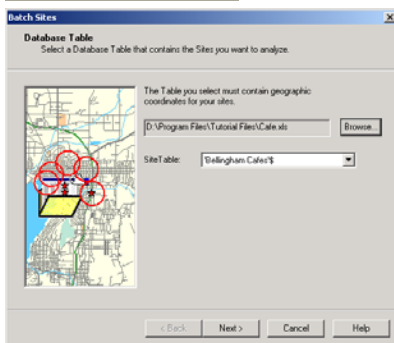 Batch Sites
Database Table
Select a Database Table that contains the Sites you want to analyze.
The Table you select must contain geographic
coordinates for your sites.
D:\Program Files\Tutorial Files\Cafe.xls
Browse...
Site Table:
'Bellingham Cafes'$
< Back
Next >
Cancel
Help